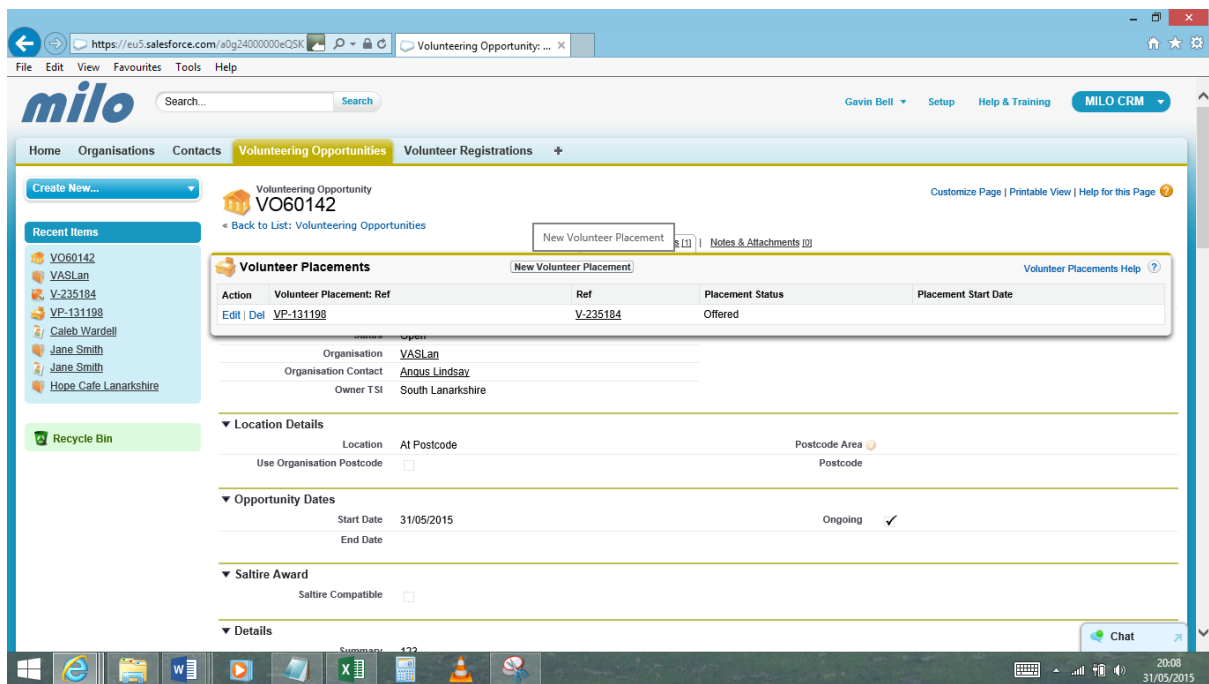 https://eu5.salesforce.com/a0g24000000eQSK
Volunteering Opportunity: ...
File Edit View Favourites Tools Help
milo
Search...
Search
Gavin Bell
Setup
Help & Training
MILO CRM
Home Organisations Contacts Volunteering Opportunities Volunteer Registrations +
Create New...
Volunteering Opportunity
VO60142
Customize Page | Printable View | Help for this Page ?
« Back to List: Volunteering Opportunities
Recent Items
VO60142
VASLan
V-235184
VP-131198
Caleb Wardell
Jane Smith
Jane Smith
Hope Cafe Lanarkshire
Recycle Bin
New Volunteer Placement
s [1] | Notes & Attachments [0]
Volunteer Placements
New Volunteer Placement
Volunteer Placements Help ?
Action Volunteer Placement: Ref Ref Placement Status Placement Start Date
Edit | Del VP-131198 V-235184 Offered
Status Open
Organisation VASLan
Organisation Contact Angus Lindsay
Owner TSI South Lanarkshire
Location Details
Location At Postcode Postcode Area
Use Organisation Postcode Postcode
Opportunity Dates
Start Date 31/05/2015 Ongoing ✓
End Date
Saltire Award
Saltire Compatible
Details
Summary 123
Chat
20:08
31/05/2015